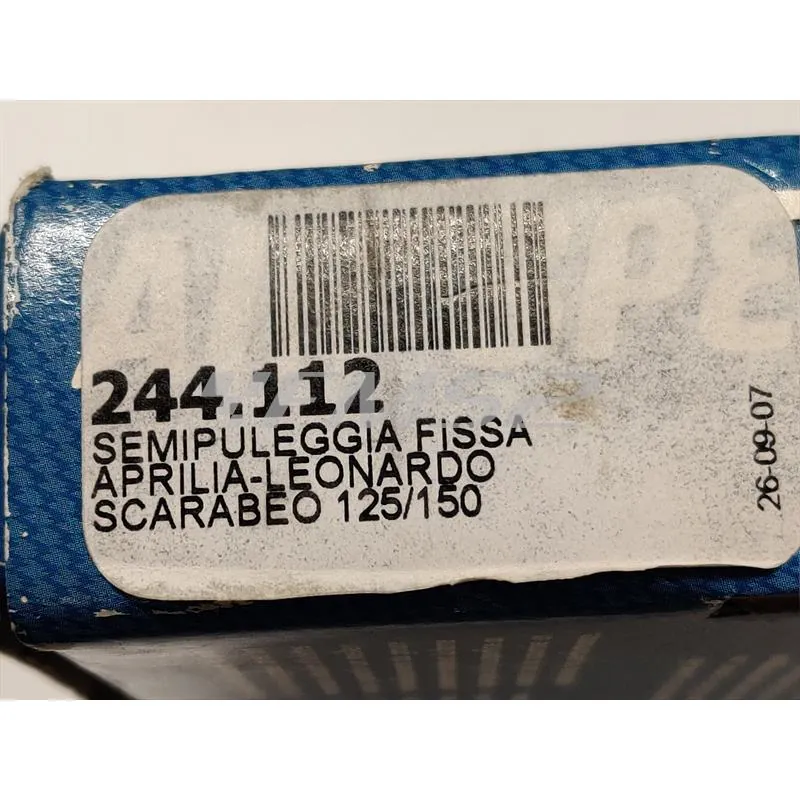 244.112
SEMIPULEGGIA FiSSA
APRILIA-LEONARDO
SCARABEO 125/150
26-09-07